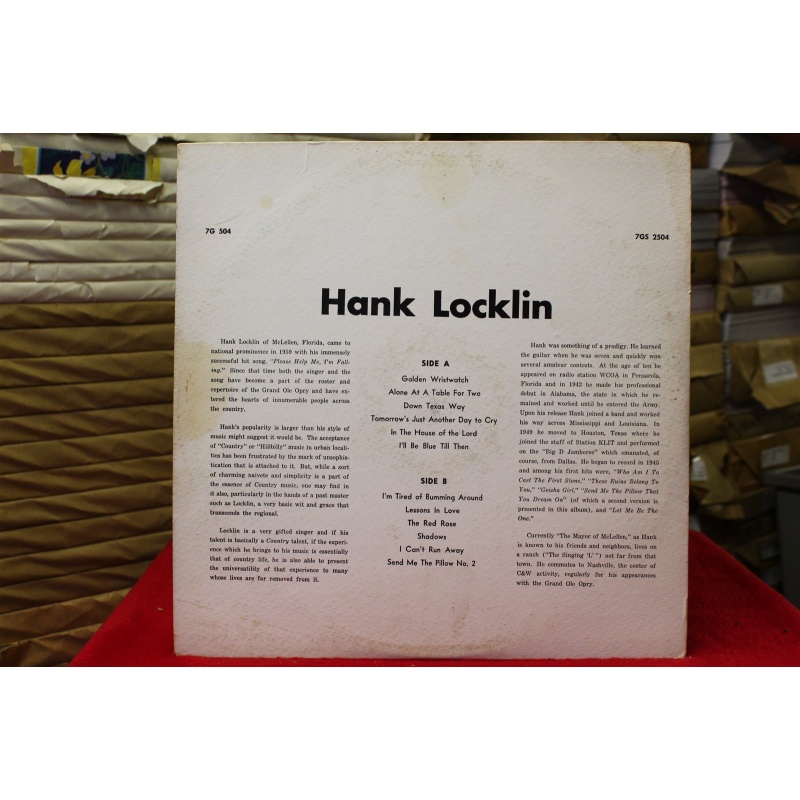 7G 504
7GS 2504
Hank Locklin
Hank Locklin of McLellen, Florida, came to
national prominence in 1959 with his immensely
successful hit song, "Please Help Me, I'm Fall-
ing." Since that time both the singer and the
song have become a part of the roster and
repertoire of the Grand Ole Opry and have en-
tered the hearts of innumerable people across
the country.
Hank's popularity is larger than his style of
music might suggest it would be. The acceptance
of "Country" or "Hillbilly" music in urban locali-
ties has been frustrated by the mark of unsophis-
tication that is attached to it. But, while a sort
of charming naivete and simplicity is a part of
the essence of Country music, one may find in
it also, particularly in the hands of a past master
such as Locklin, a very basic wit and grace that
transcends the regional.
Locklin is a very gifted singer and if his
talent is basically a Country talent, if the experi-
ence which he brings to his music is essentially
that of country life, he is also able to present
the universatility of that experience to many
whose lives are far removed from it.
SIDE A
Golden Wristwatch
Alone At A Table For Two
Down Texas Way
Tomorrow's Just Another Day to Cry
In The House of the Lord
I'll Be Blue Till Then
SIDE B
I'm Tired of Bumming Around
Lessons In Love
The Red Rose
Shadows
I Can't Run Away
Send Me The Pillow No. 2
Hank was something of a prodigy. He learned
the guitar when he was seven and quickly won
several amateur contests. At the age of ten he
appeared on radio station WCOA in Pensacola,
Florida and in 1942 he made his professional
debut in Alabama, the state in which he re-
mained and worked until he entered the Army.
Upon his release Hank joined a band and worked
his way across Mississippi and Louisiana. In
1949 he moved to Houston, Texas where he
joined the staff of Station KLIT and performed
on the "Big D Jamboree" which emanated, of
course, from Dallas. He began to record in 1945
and among his first hits were, "Who Am I To
Cast The First Stone," "These Ruins Belong To
You," "Geisha Girl," "Send Me The Pillow That
You Dream On" (of which a second version is
presented in this album), and "Let Me Be The
One."
Currently "The Mayor of McLellen," as Hank
is known to his friends and neighbors, lives on
a ranch ("The Singing 'L'") not far from that
town. He commutes to Nashville, the center of
C&W activity, regularly for his appearances
with the Grand Ole Opry.